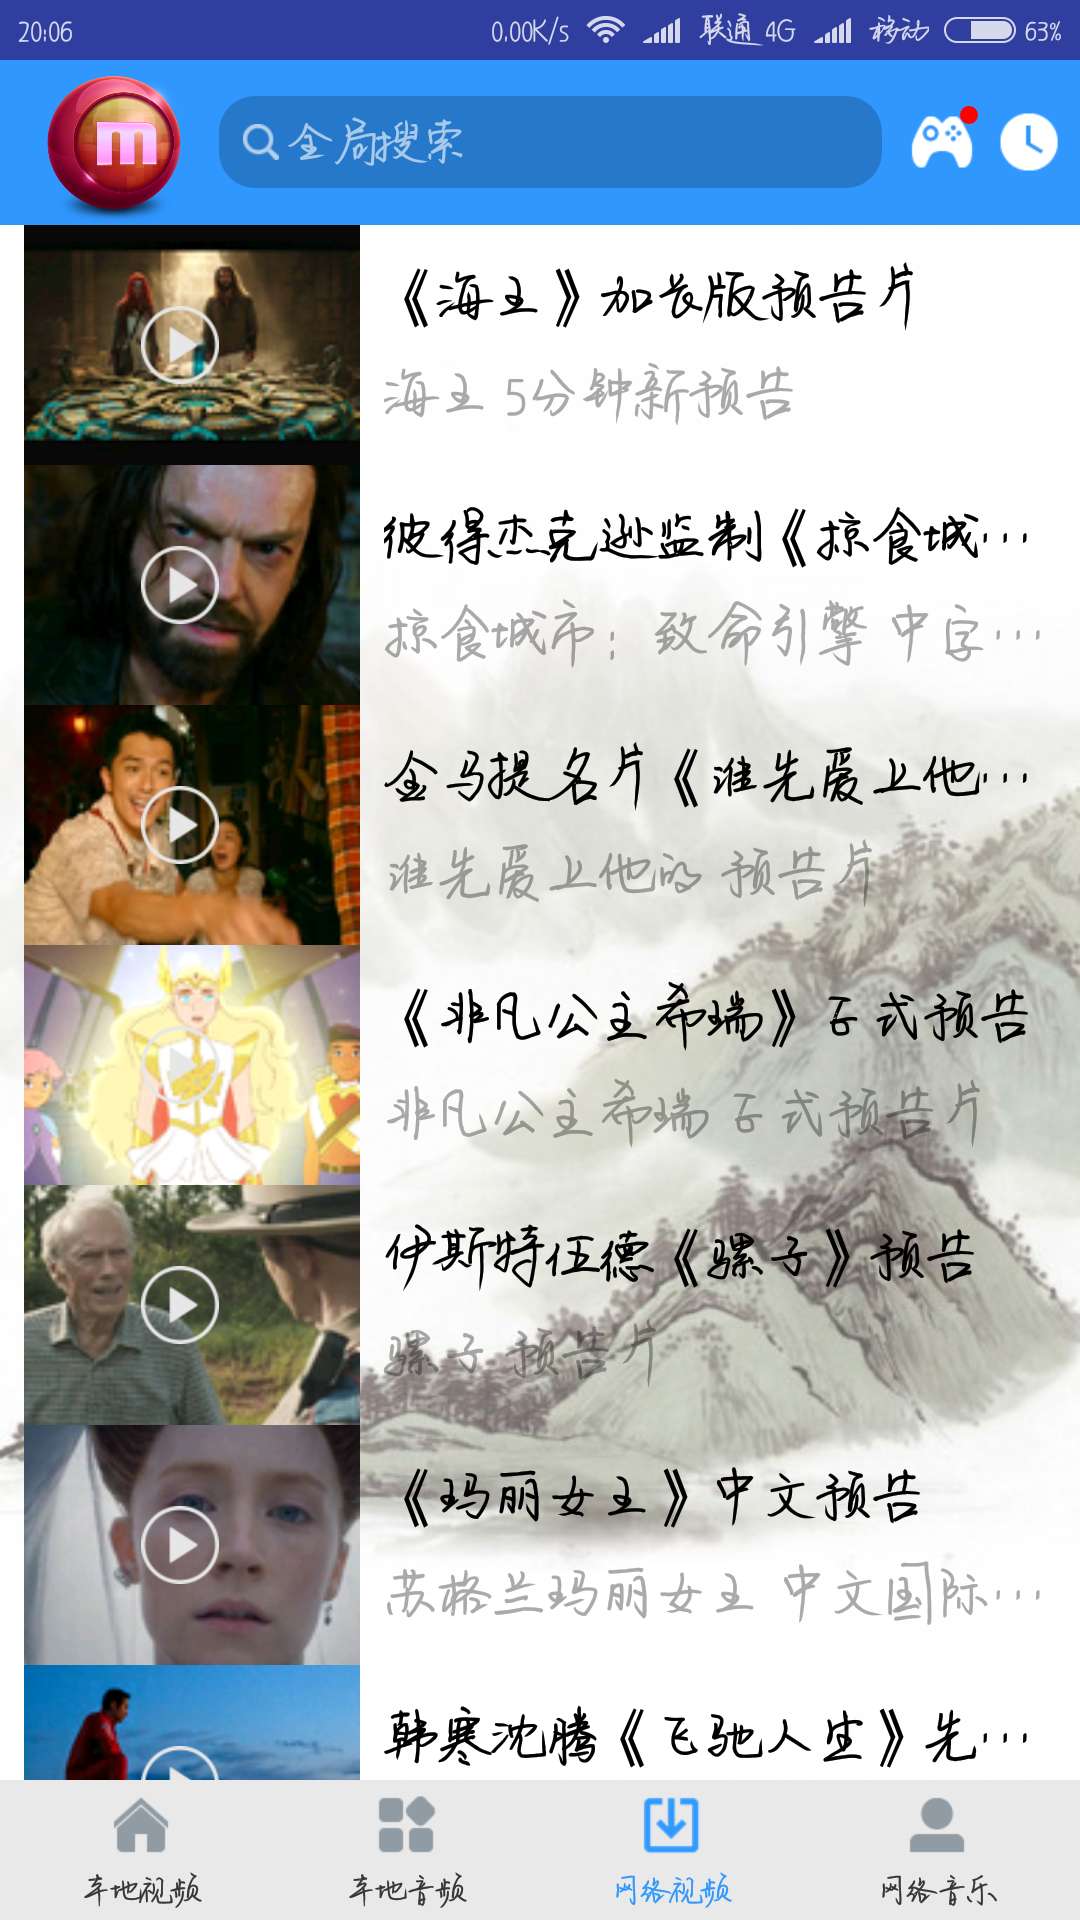 20:06
0.00K/s 联通 4G 移动 63%
m
全局搜索
《海王》加长版预告片
海王 5分钟新预告
彼得杰克逊监制《掠食城…
掠食城市：致命引擎 中字…
金马提名片《谁先爱上他…
谁先爱上他的 预告片
《非凡公主希瑞》正式预告
非凡公主希瑞 正式预告片
伊斯特伍德《骡子》预告
骡子 预告片
《玛丽女王》中文预告
苏格兰玛丽女王 中文国际…
韩寒沈腾《飞驰人生》先…
本地视频
本地音频
网络视频
网络音乐